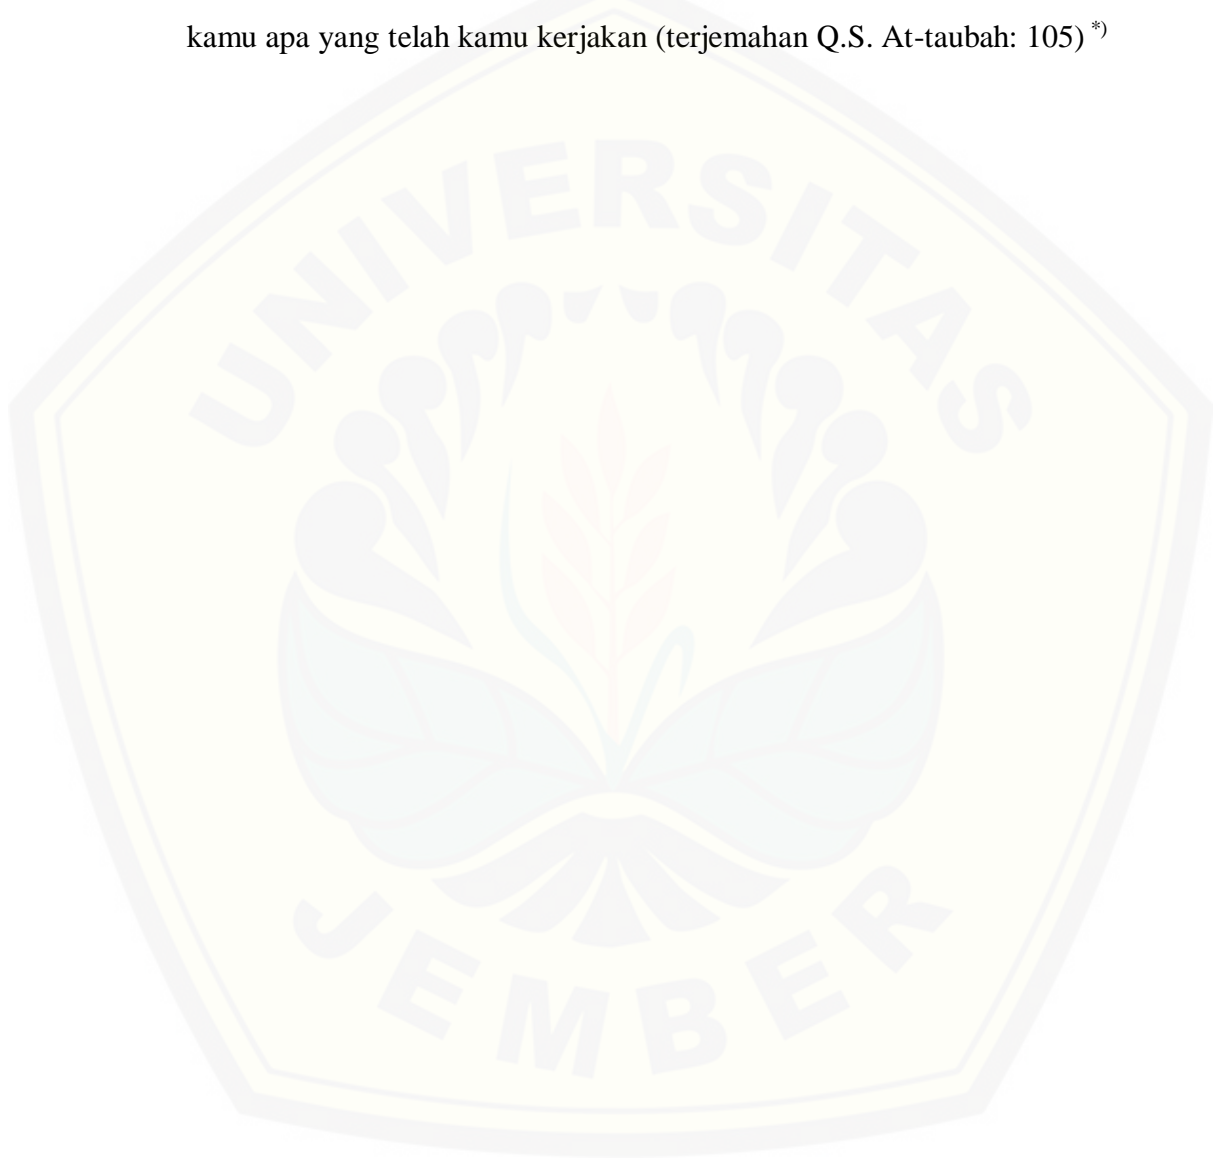 kamu apa yang telah kamu kerjakan (terjemahan Q.S. At-taubah: 105) *)
UNIVERSITAS
JEMBER